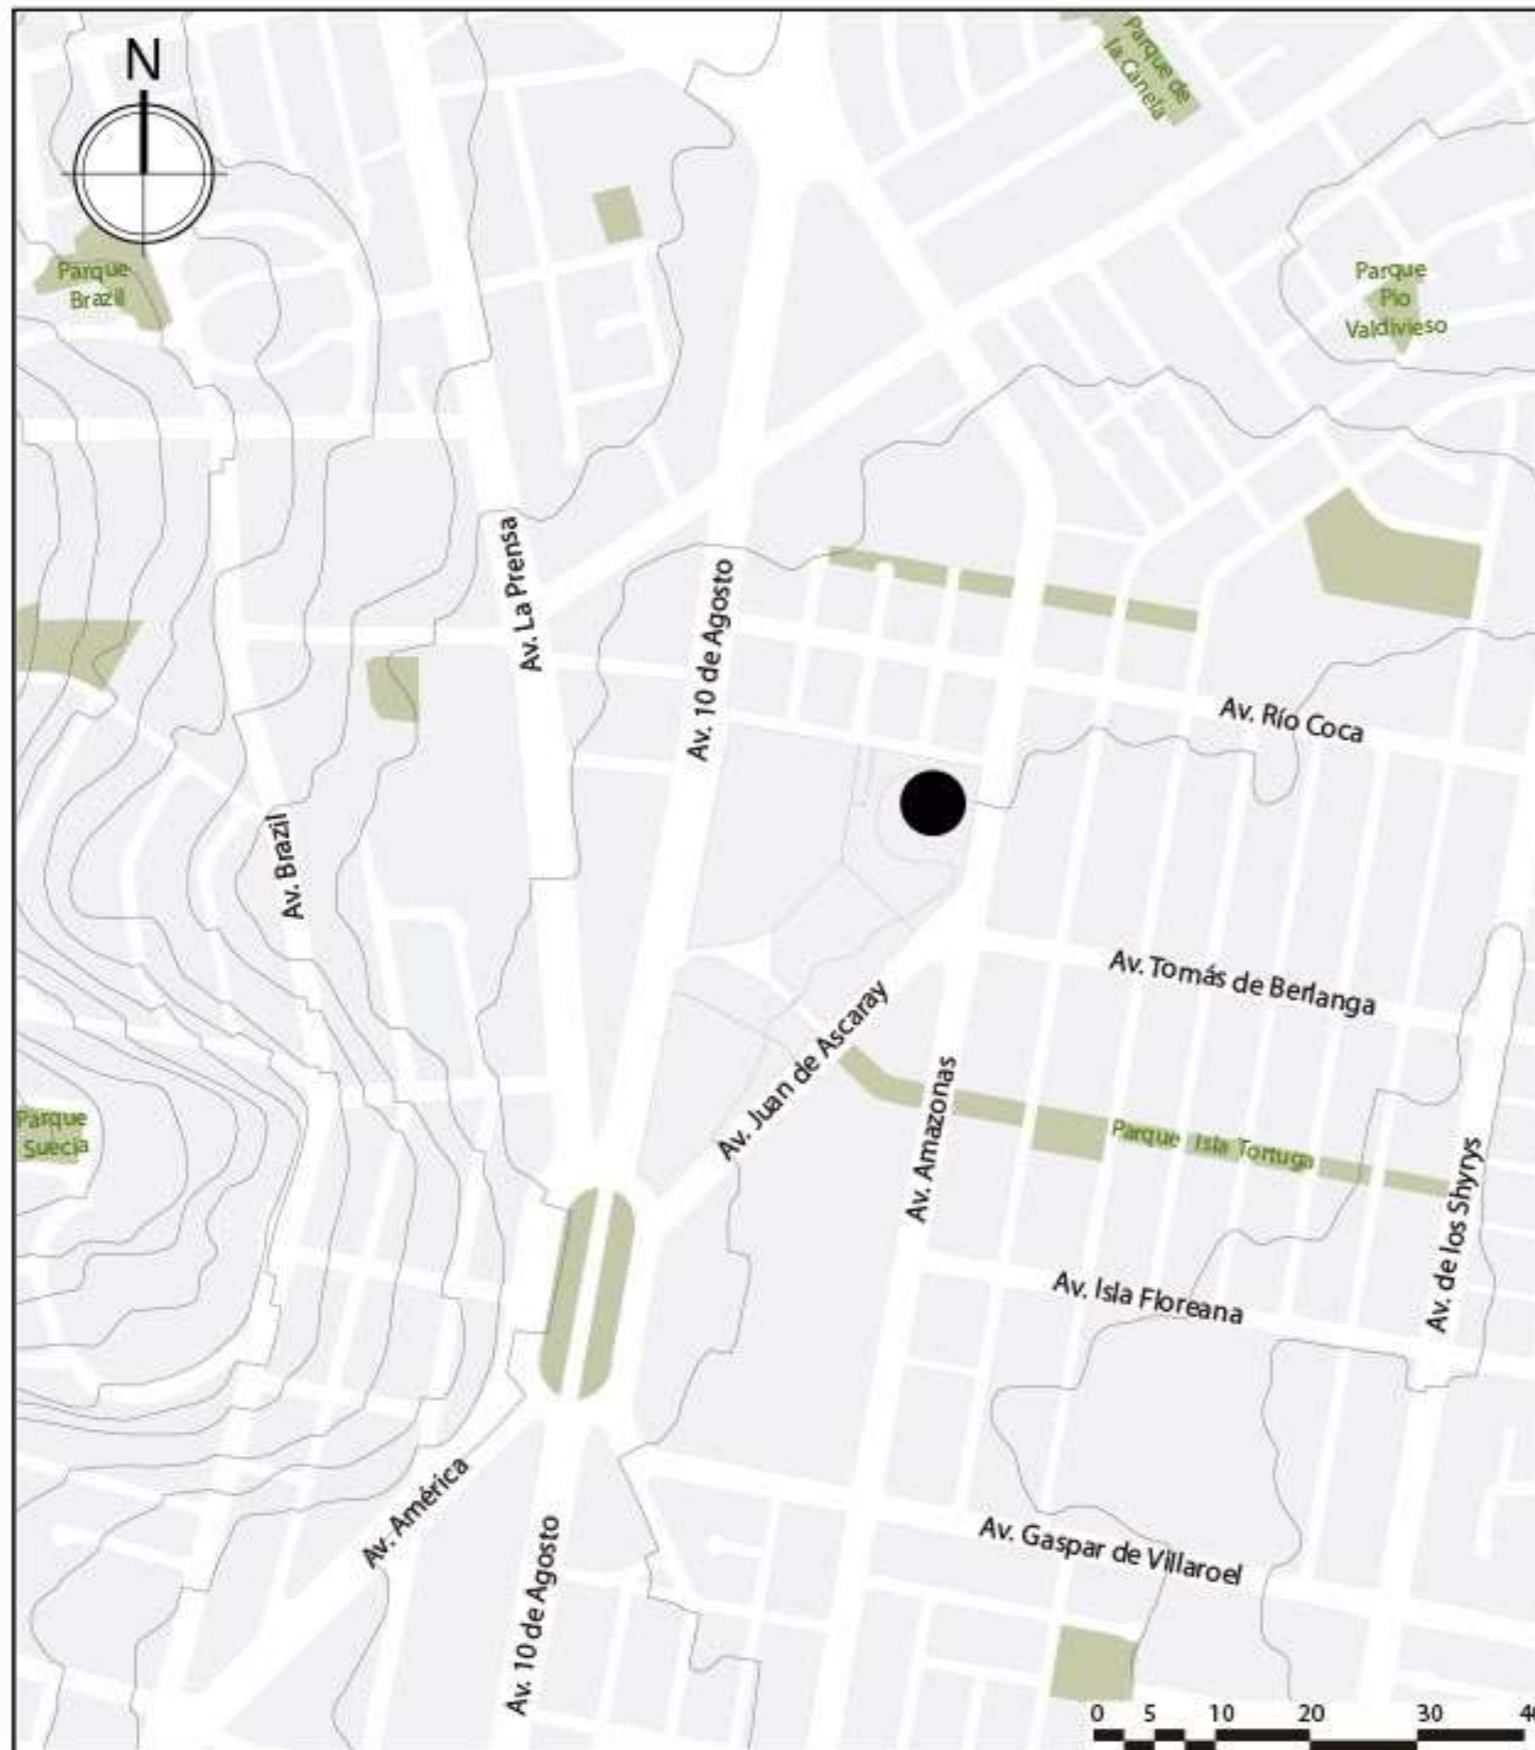 N
Parque de
la Canela
Parque
Brazil
Parque
Pio
Valdivieso
Av. La Prensa
Av. 10 de Agosto
Av. Río Coca
Av. Brazil
Av. Tomás de Berlanga
Av. Juan de Ascaray
Av. Amazonas
Parque
Suecia
Parque Isla Tortuga
Av. de los Shyrys
Av. Isla Floreana
Av. América
Av. 10 de Agosto
Av. Gaspar de Villaroel
0 5 10 20 30